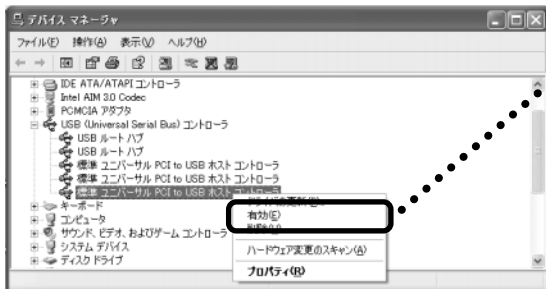 デバイス マネージャ
ファイル(F) 操作(A) 表示(V) ヘルプ(H)
IDE ATA/ATAPI コントローラ
Intel AIM 3.0 Codec
PCMCIA アダプタ
USB (Universal Serial Bus) コントローラ
USB ルート ハブ
USB ルート ハブ
標準 ユニバーサル PCI to USB ホスト コントローラ
標準 ユニバーサル PCI to USB ホスト コントローラ
標準 ユニバーサル PCI to USB ホスト コントローラ
キーボード
コンピュータ
サウンド、ビデオ、およびゲーム コントローラ
システム デバイス
ディスク ドライブ
有効(E)
ハードウェア変更のスキャン(A)
プロパティ(R)